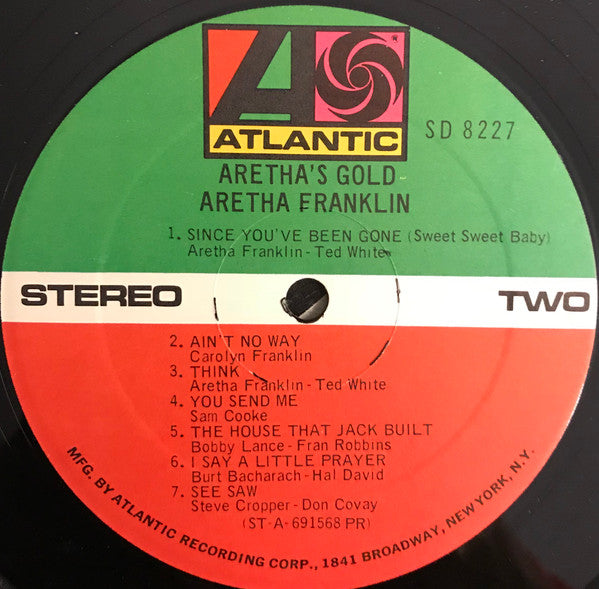 ®
ATLANTIC
SD 8227
ARETHA'S GOLD
ARETHA FRANKLIN
1. SINCE YOU'VE BEEN GONE (Sweet Sweet Baby)
Aretha Franklin - Ted White
STEREO
TWO
2. AIN'T NO WAY
Carolyn Franklin
3. THINK
Aretha Franklin - Ted White
4. YOU SEND ME
Sam Cooke
5. THE HOUSE THAT JACK BUILT
Bobby Lance - Fran Robbins
6. I SAY A LITTLE PRAYER
Burt Bacharach - Hal David
7. SEE SAW
Steve Cropper - Don Covay
(ST-A-691568 PR)
MFG. BY ATLANTIC RECORDING CORP., 1841 BROADWAY, NEW YORK, N.Y.